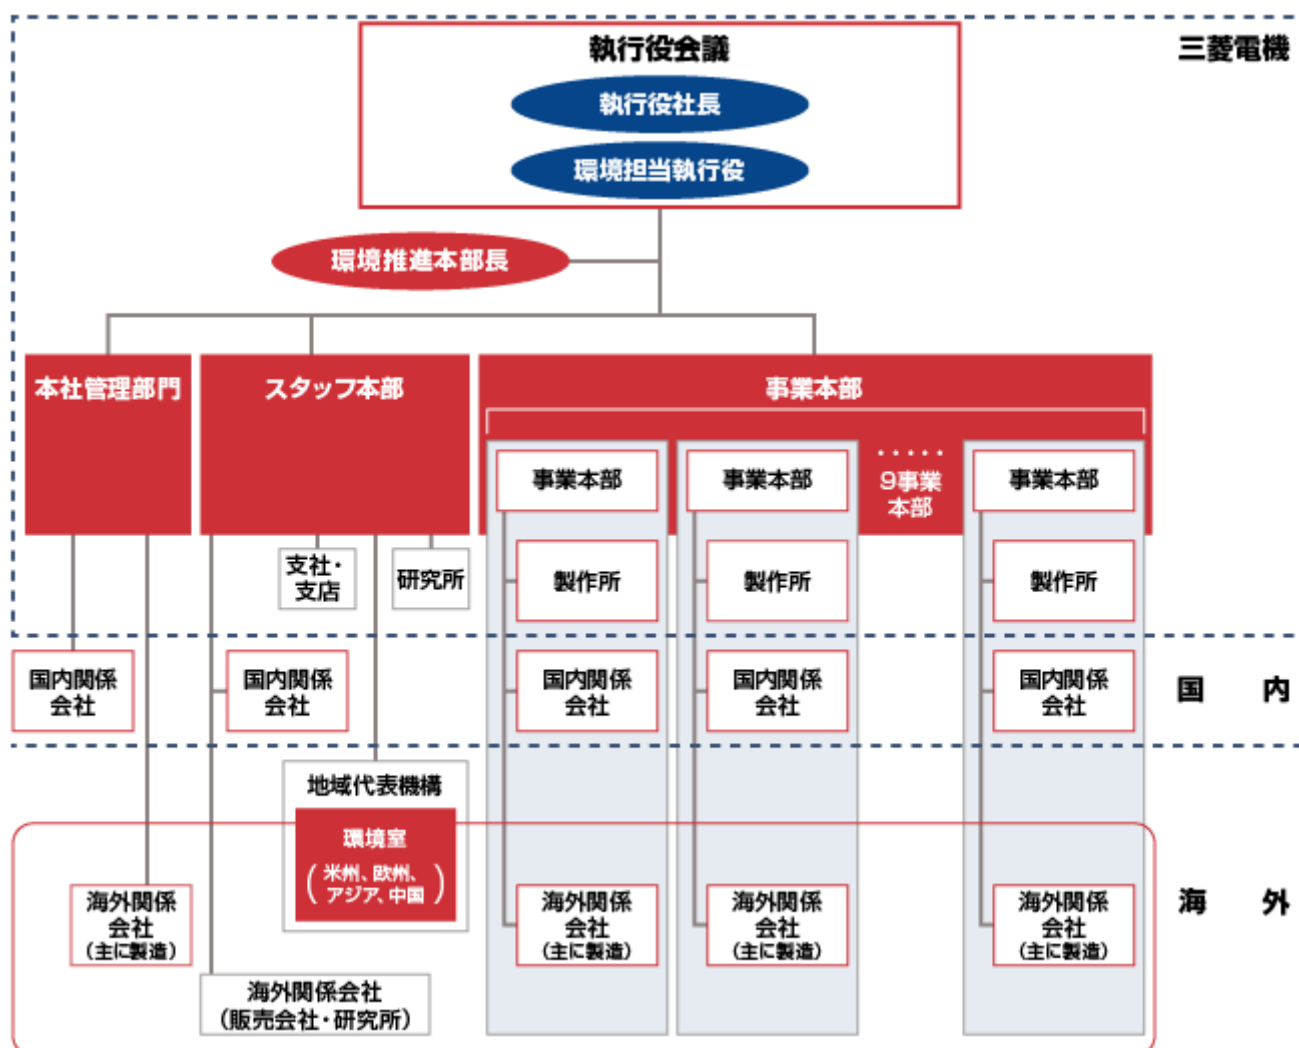 三菱電機
執行役会議
執行役社長
環境担当執行役
環境推進本部長
本社管理部門
スタッフ本部
事業本部
事業本部
事業本部
・・・・・
9事業
本部
事業本部
支社・
支店
研究所
製作所
製作所
製作所
国内関係
会社
国内関係
会社
国内関係
会社
国内関係
会社
国内関係
会社
国 内
地域代表機構
環境室
(米州、欧州、
アジア、中国)
海外関係
会社
(主に製造)
海外関係
会社
(主に製造)
海外関係
会社
(主に製造)
海外関係
会社
(主に製造)
海 外
海外関係会社
(販売会社・研究所)